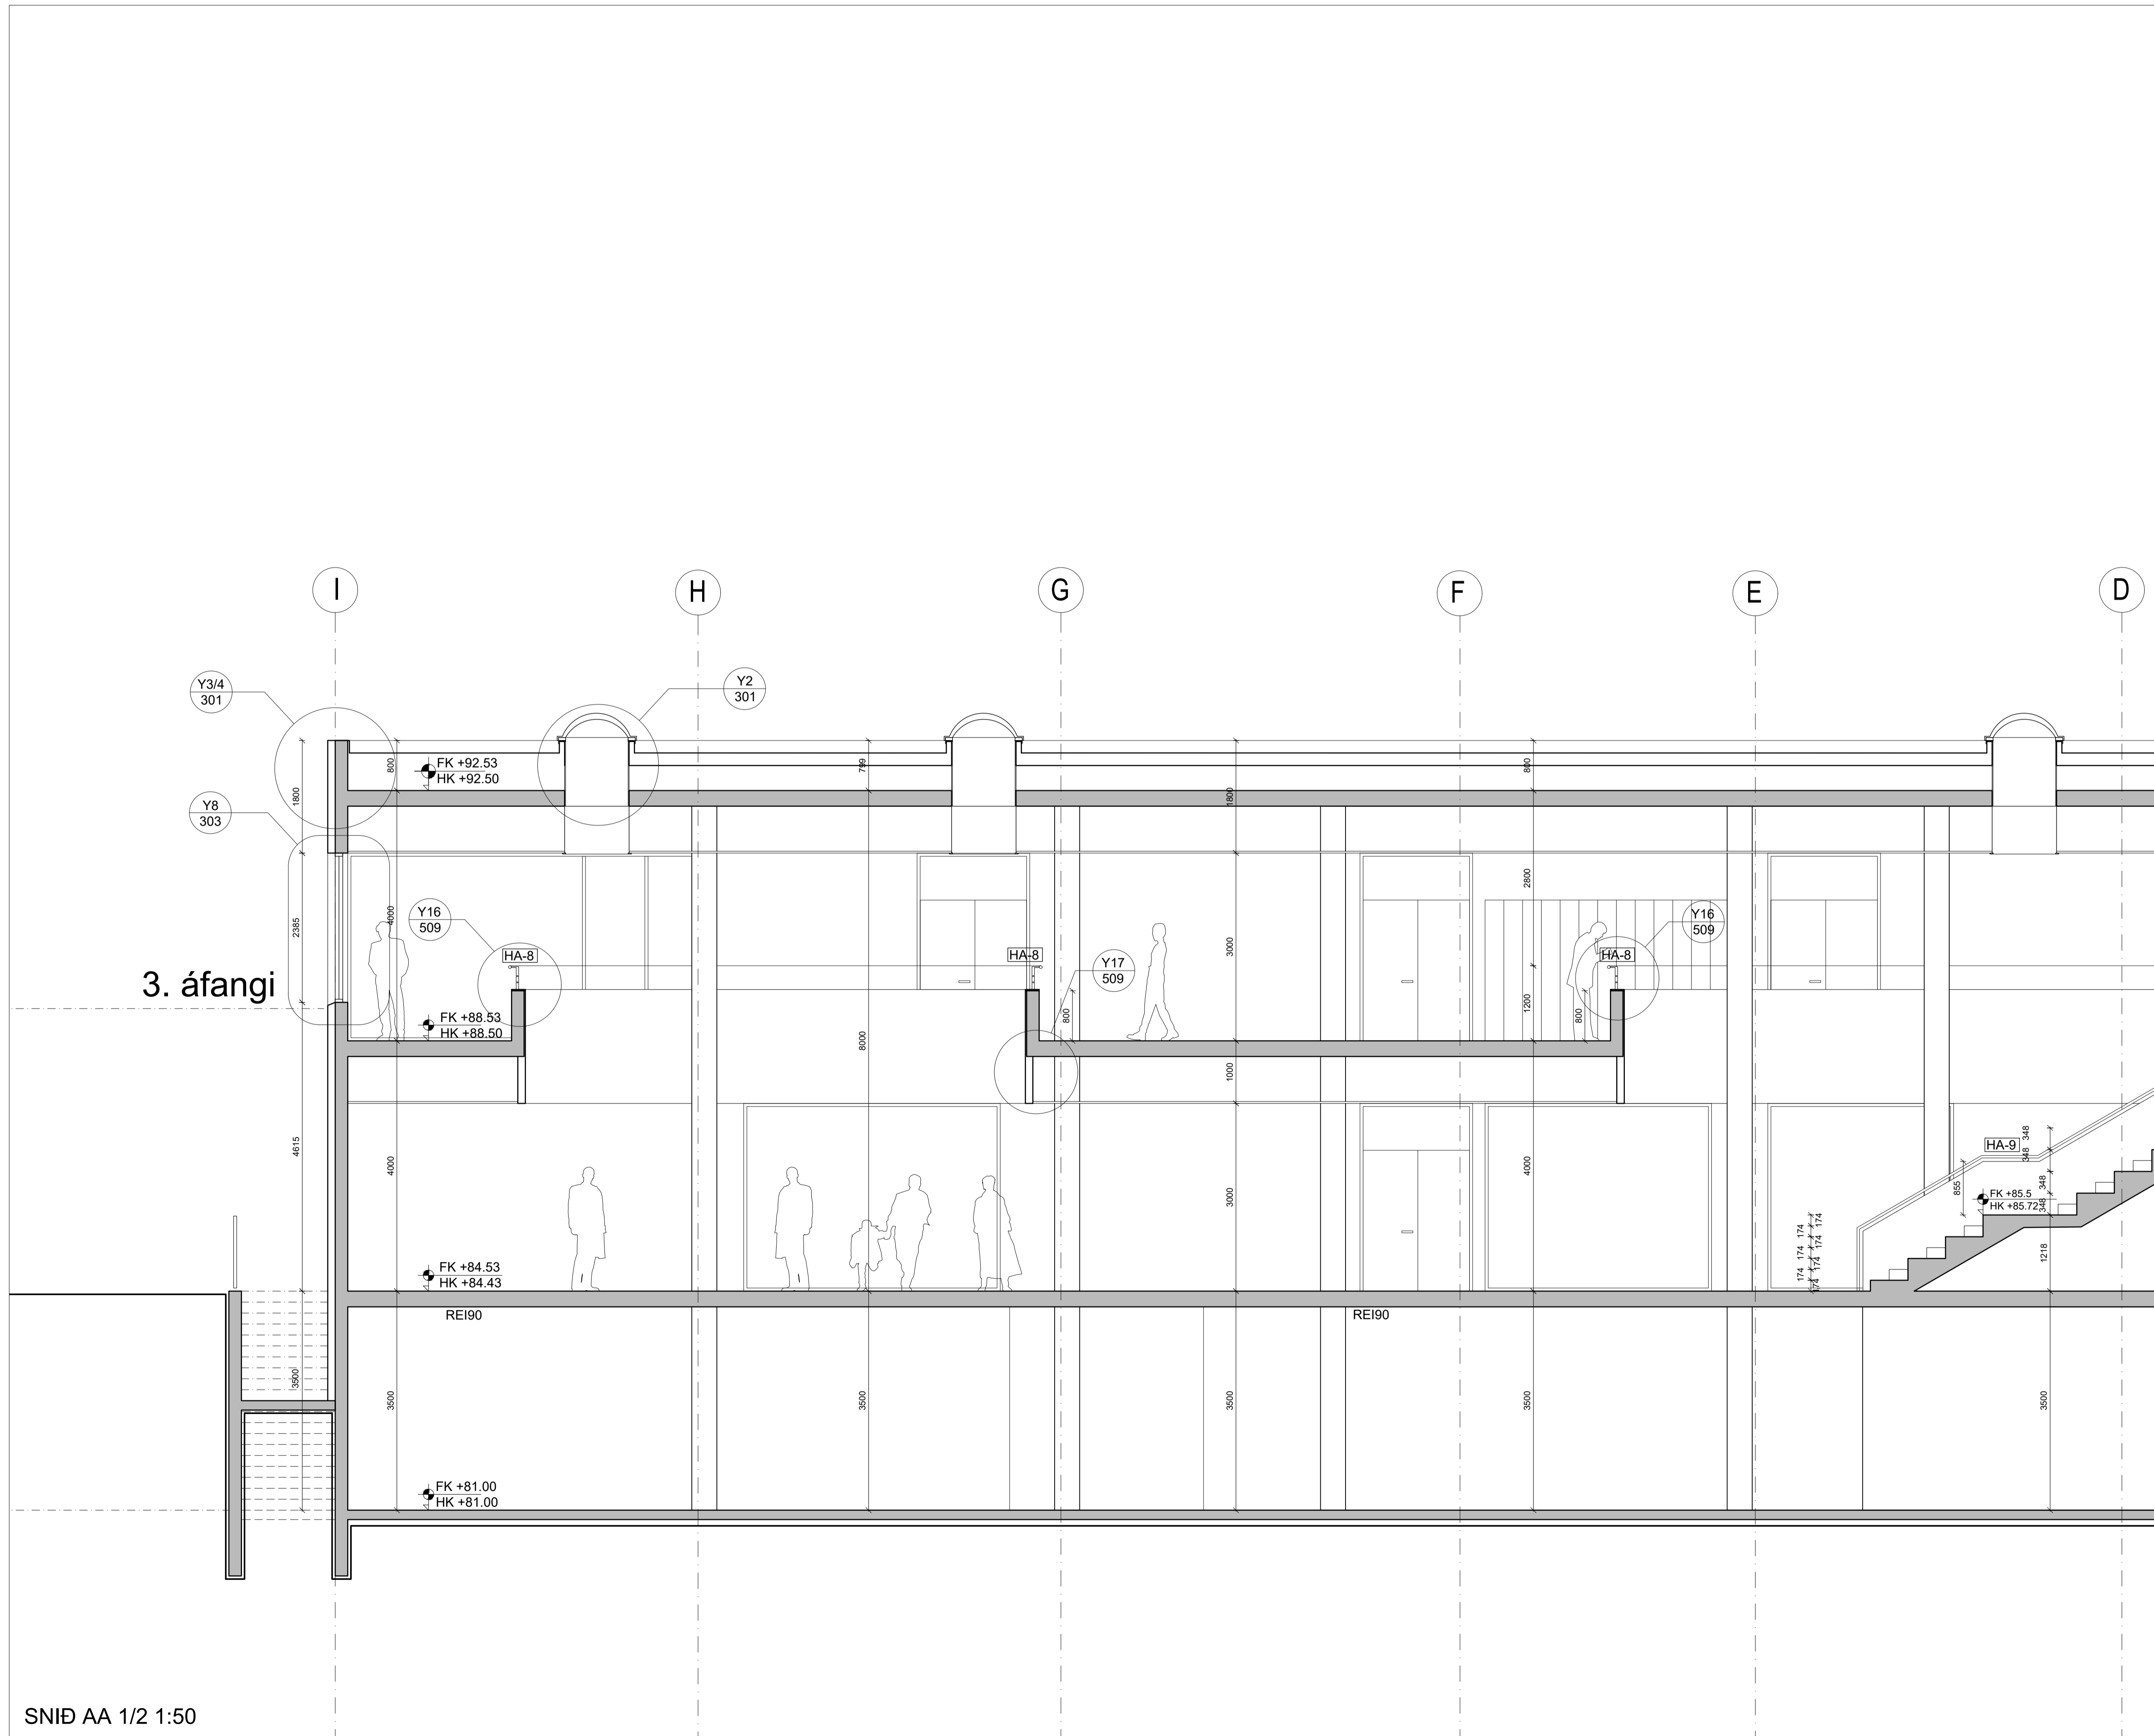 I
H
G
F
E
D
Y3/4
301
Y2
301
FK +92.53
HK +92.50
800
799
1800
800
1800
Y8
303
2385
4000
Y16
509
HA-8
HA-8
Y17
509
3000
2800
Y16
509
HA-8
3. áfangi
FK +88.53
HK +88.50
8000
800
1200
800
1000
4615
4000
3000
4000
HA-9
348
348
348
348
855
FK +85.5
HK +85.72
174
174
174
174
174
174
174
1218
FK +84.53
HK +84.43
REI90
REI90
3500
3500
3500
3500
3500
3500
FK +81.00
HK +81.00
SNIÐ AA 1/2 1:50